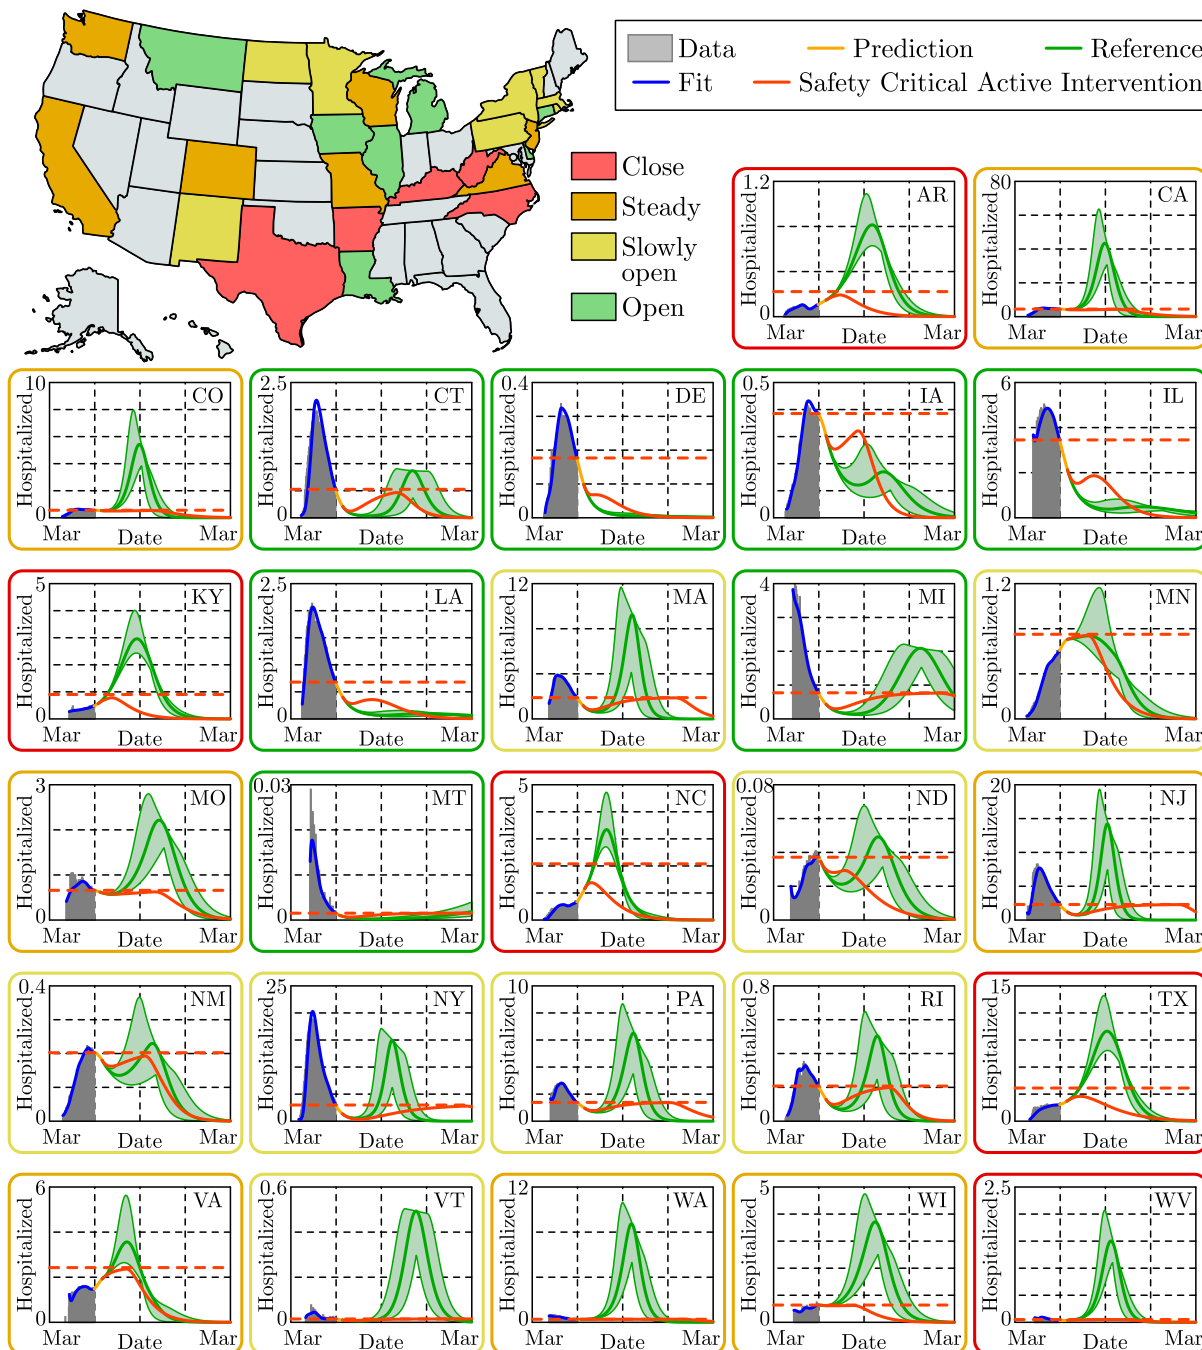 Data Prediction Reference
Fit Safety Critical Active Intervention
Close
Steady
Slowly
open
Open
1.2 AR
Hospitalized
0
Mar Date Mar
80 CA
Hospitalized
0
Mar Date Mar
10 CO
Hospitalized
0
Mar Date Mar
2.5 CT
Hospitalized
0
Mar Date Mar
0.4 DE
Hospitalized
0
Mar Date Mar
0.5 IA
Hospitalized
0
Mar Date Mar
6 IL
Hospitalized
0
Mar Date Mar
5 KY
Hospitalized
0
Mar Date Mar
2.5 LA
Hospitalized
0
Mar Date Mar
12 MA
Hospitalized
0
Mar Date Mar
4 MI
Hospitalized
0
Mar Date Mar
1.2 MN
Hospitalized
0
Mar Date Mar
3 MO
Hospitalized
0
Mar Date Mar
0.03 MT
Hospitalized
0
Mar Date Mar
5 NC
Hospitalized
0
Mar Date Mar
0.08 ND
Hospitalized
0
Mar Date Mar
20 NJ
Hospitalized
0
Mar Date Mar
0.4 NM
Hospitalized
0
Mar Date Mar
25 NY
Hospitalized
0
Mar Date Mar
10 PA
Hospitalized
0
Mar Date Mar
0.8 RI
Hospitalized
0
Mar Date Mar
15 TX
Hospitalized
0
Mar Date Mar
6 VA
Hospitalized
0
Mar Date Mar
0.6 VT
Hospitalized
0
Mar Date Mar
12 WA
Hospitalized
0
Mar Date Mar
5 WI
Hospitalized
0
Mar Date Mar
2.5 WV
Hospitalized
0
Mar Date Mar